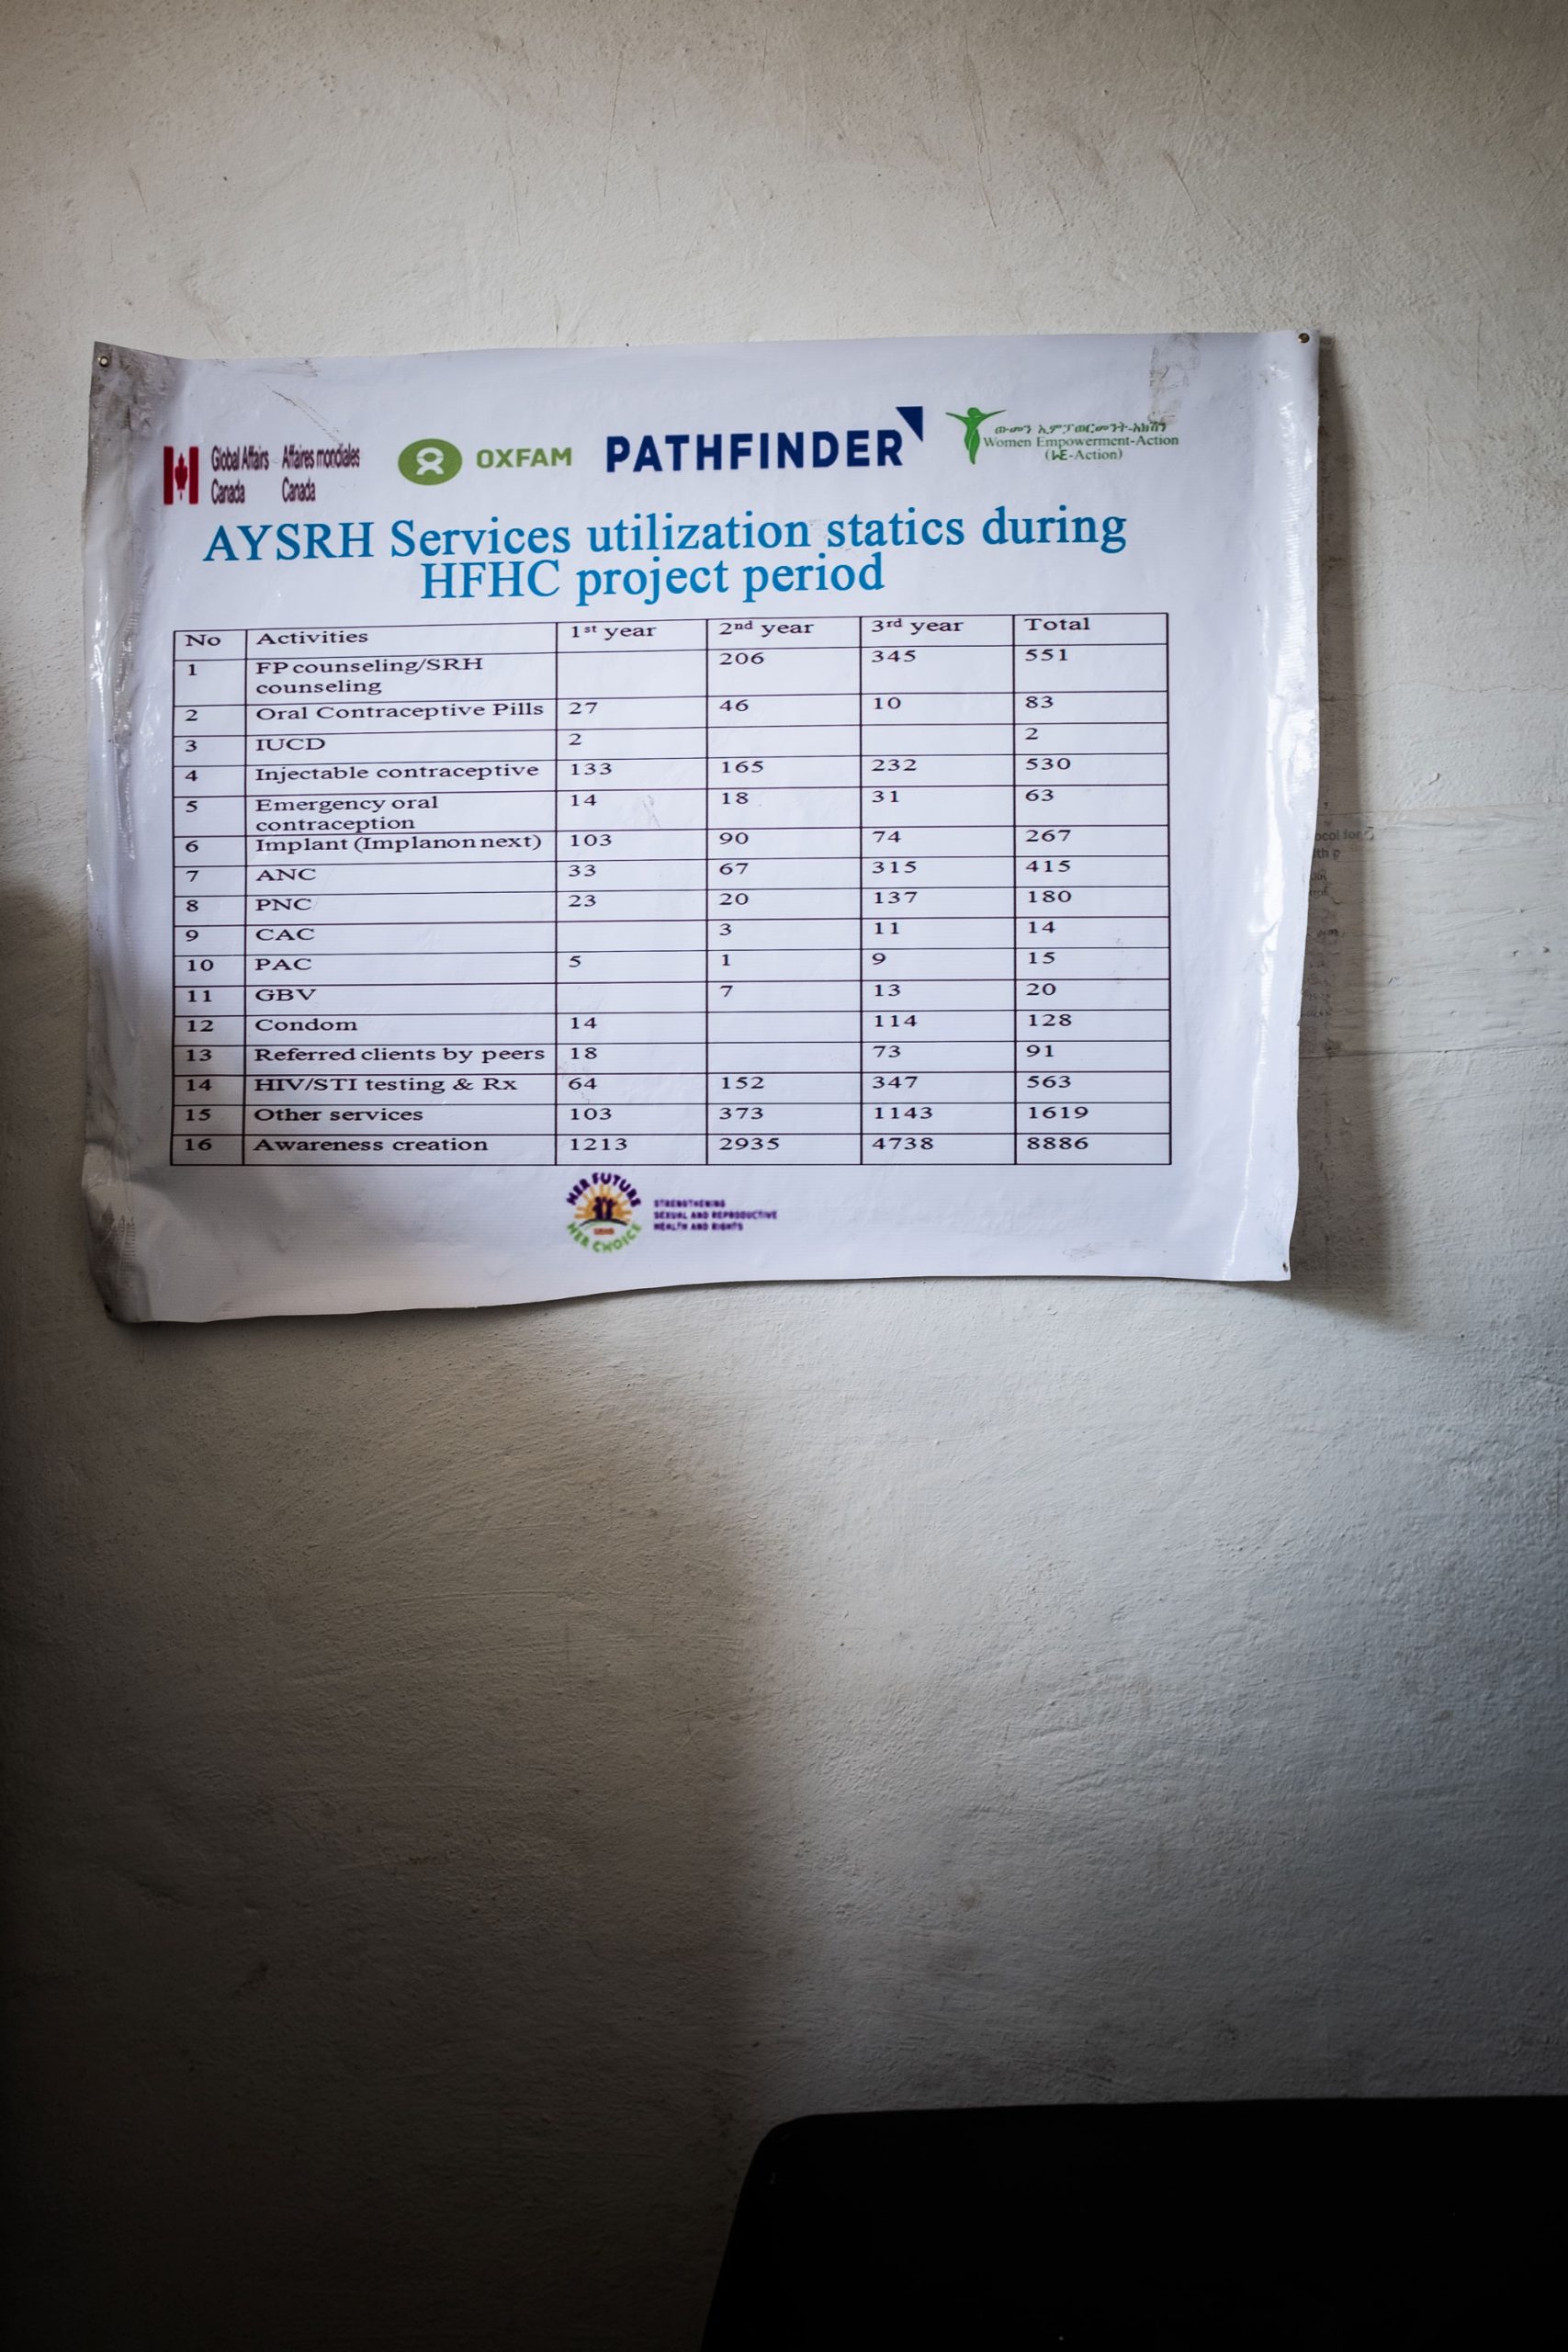 Global Affairs Affaires mondiales
Canada Canada
OXFAM
PATHFINDER
ውመን ኢምፓወርመንት-አክሽን
Women Empowerment-Action
(ᏞE-Action)
AYSRH Services utilization statics during
HFHC project period
No Activities 1st year 2nd year 3rd year Total
1 FP counseling/SRH counseling 206 345 551
2 Oral Contraceptive Pills 27 46 10 83
3 IUCD 2 2
4 Injectable contraceptive 133 165 232 530
5 Emergency oral contraception 14 18 31 63
6 Implant (Implanon next) 103 90 74 267
7 ANC 33 67 315 415
8 PNC 23 20 137 180
9 CAC 3 11 14
10 PAC 5 1 9 15
11 GBV 7 13 20
12 Condom 14 114 128
13 Referred clients by peers 18 73 91
14 HIV/STI testing & Rx 64 152 347 563
15 Other services 103 373 1143 1619
16 Awareness creation 1213 2935 4738 8886
HER FUTURE
HER CHOICE
STRENGTHENING
SEXUAL AND REPRODUCTIVE
HEALTH AND RIGHTS